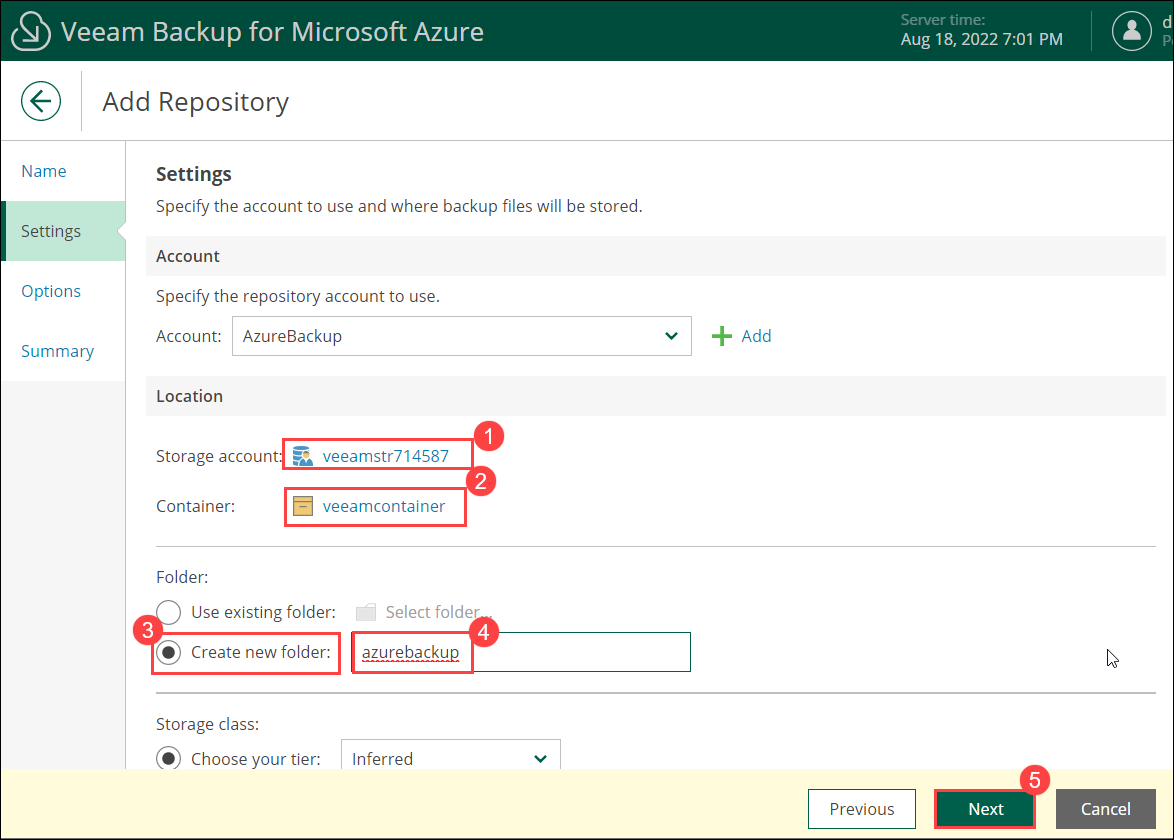 Veeam Backup for Microsoft Azure
Server time:
Aug 18, 2022 7:01 PM
Add Repository
Name
Settings
Options
Summary
Settings
Specify the account to use and where backup files will be stored.
Account
Specify the repository account to use.
Account: AzureBackup Add
Location
1
Storage account: veeamstr714587
2
Container: veeamcontainer
Folder:
Use existing folder: Select folder...
3 4
Create new folder: azurebackup
Storage class:
Choose your tier: Inferred
5
Previous Next Cancel